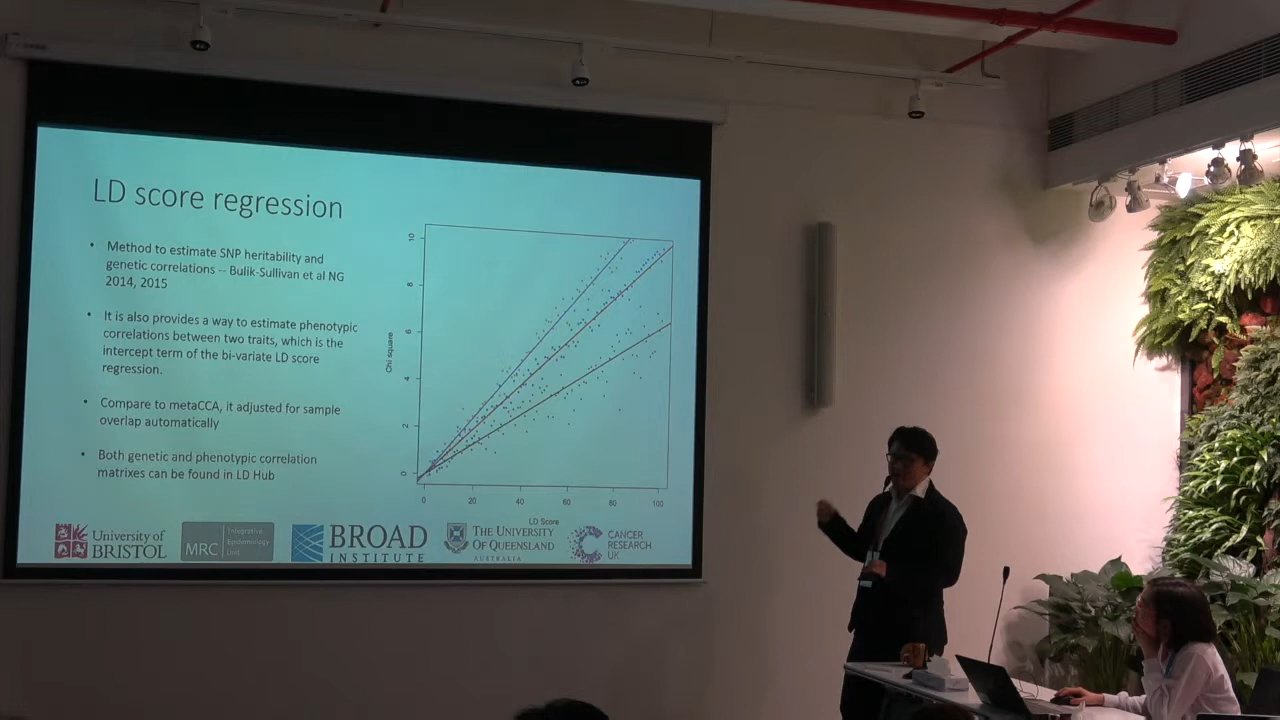 LD score regression
• Method to estimate SNP heritability and
genetic correlations -- Bulik-Sullivan et al NG
2014, 2015
• It is also provides a way to estimate phenotypic
correlations between two traits, which is the
intercept term of the bi-variate LD score
regression.
• Compare to metaCCA, it adjusted for sample
overlap automatically
• Both genetic and phenotypic correlation
matrixes can be found in LD Hub
Chi square
10
8
6
4
2
0
0 20 40 60 80 100
LD Score
University of
BRISTOL
MRC
Integrative
Epidemiology
Unit
BROAD
INSTITUTE
THE UNIVERSITY
OF QUEENSLAND
AUSTRALIA
CANCER
RESEARCH
UK